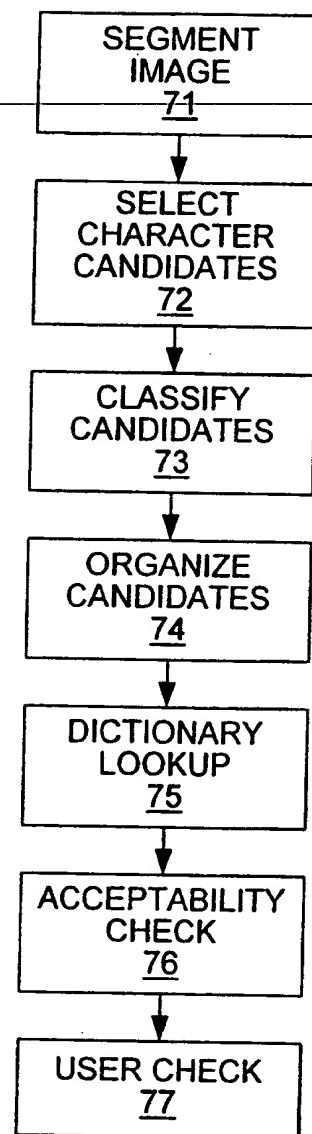 SEGMENT
IMAGE
71
SELECT
CHARACTER
CANDIDATES
72
CLASSIFY
CANDIDATES
73
ORGANIZE
CANDIDATES
74
DICTIONARY
LOOKUP
75
ACCEPTABILITY
CHECK
76
USER CHECK
77